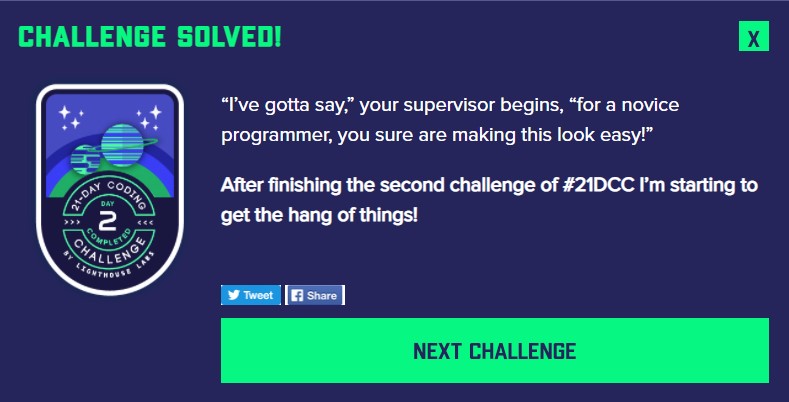 CHALLENGE SOLVED!
X
“I’ve gotta say,” your supervisor begins, “for a novice
programmer, you sure are making this look easy!”
After finishing the second challenge of #21DCC I’m starting to
get the hang of things!
21-DAY CODING
DAY
>>> 2 <<<
COMPLETED
CHALLENGE
BY LIGHTHOUSE LABS
Tweet
Share
NEXT CHALLENGE